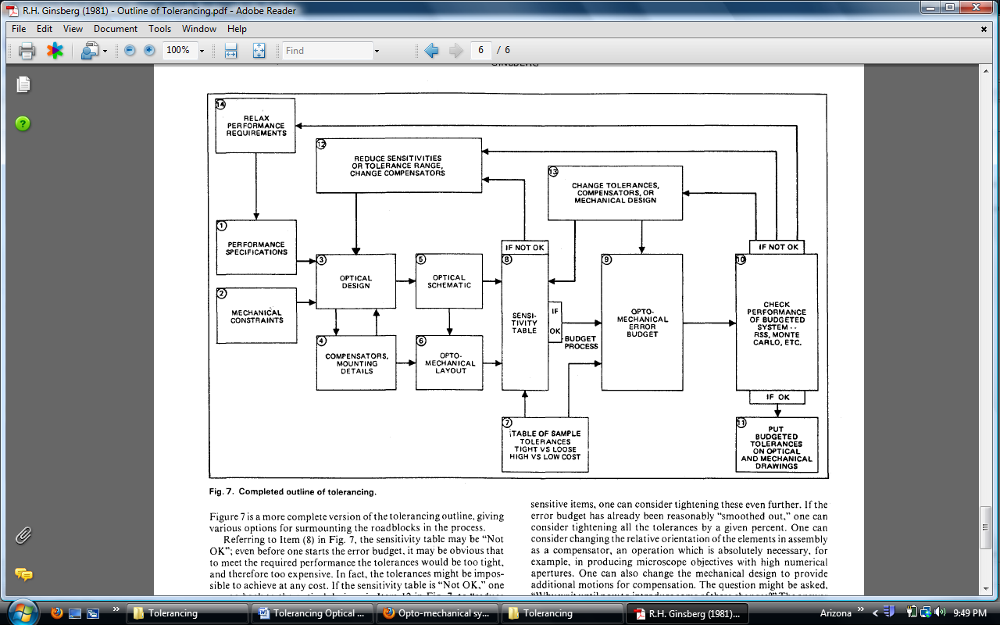 R.H. Ginsberg (1981) - Outline of Tolerancing.pdf - Adobe Reader
File Edit View Document Tools Window Help
100% Find 6 / 6
GINSBERG
14
RELAX
PERFORMANCE
REQUIREMENTS
12
REDUCE SENSITIVITIES
OR TOLERANCE RANGE,
CHANGE COMPENSATORS
13
CHANGE TOLERANCES,
COMPENSATORS, OR
MECHANICAL DESIGN
1
PERFORMANCE
SPECIFICATIONS
2
MECHANICAL
CONSTRAINTS
3
OPTICAL
DESIGN
4
COMPENSATORS,
MOUNTING
DETAILS
5
OPTICAL
SCHEMATIC
6
OPTO-
MECHANICAL
LAYOUT
IF NOT OK
8
SENSI-
TIVITY
TABLE
IF
OK
BUDGET
PROCESS
7
TABLE OF SAMPLE
TOLERANCES
TIGHT VS LOOSE
HIGH VS LOW COST
9
OPTO-
MECHANICAL
ERROR
BUDGET
IF NOT OK
10
CHECK
PERFORMANCE
OF BUDGETED
SYSTEM --
RSS, MONTE
CARLO, ETC.
IF OK
11
PUT
BUDGETED
TOLERANCES
ON OPTICAL
AND MECHANICAL
DRAWINGS
Fig. 7. Completed outline of tolerancing.
Figure 7 is a more complete version of the tolerancing outline, giving
various options for surmounting the roadblocks in the process.
Referring to Item (8) in Fig. 7, the sensitivity table may be "Not
OK"; even before one starts the error budget, it may be obvious that
to meet the required performance the tolerances would be too tight,
and therefore too expensive. In fact, the tolerances might be impos-
sible to achieve at any cost. If the sensitivity table is "Not OK," one
sensitive items, one can consider tightening these even further. If the
error budget has already been reasonably "smoothed out," one can
consider tightening all the tolerances by a given percent. One can
consider changing the relative orientation of the elements in assembly
as a compensator, an operation which is absolutely necessary, for
example, in producing microscope objectives with high numerical
apertures. One can also change the mechanical design to provide
additional motions for compensation. The question might be asked,
Tolerancing
Tolerancing Optical ...
Opto-mechanical sy...
Tolerancing
R.H. Ginsberg (1981)...
Arizona
9:49 PM